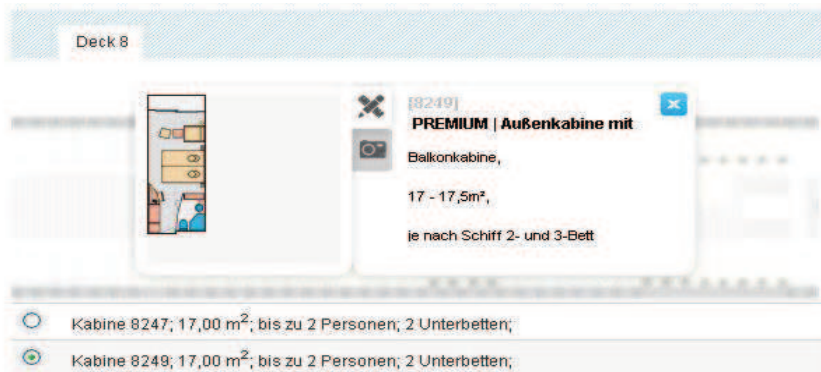 Deck 8
[8249]
PREMIUM | Außenkabine mit
Balkonkabine,
17 - 17,5m²,
je nach Schiff 2- und 3-Bett
Kabine 8247; 17,00 m²; bis zu 2 Personen; 2 Unterbetten;
Kabine 8249; 17,00 m²; bis zu 2 Personen; 2 Unterbetten;